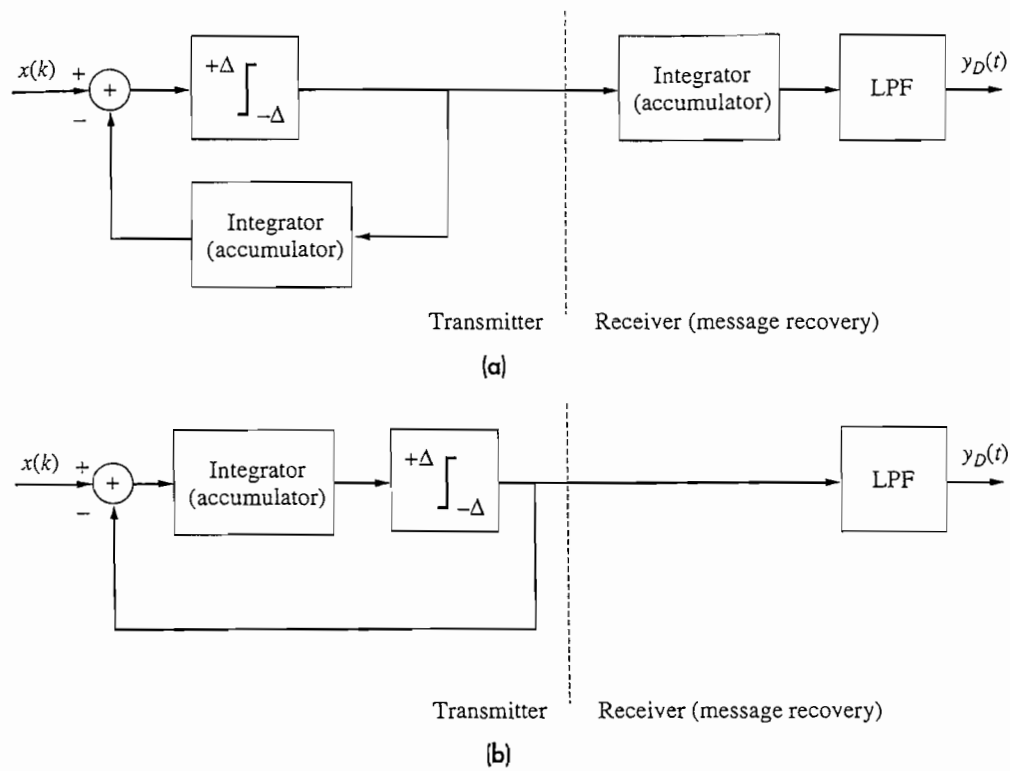 x(k)
+
−
+
+Δ
−Δ
Integrator
(accumulator)
Integrator
(accumulator)
LPF
y_D(t)
Transmitter
Receiver (message recovery)
(a)
x(k)
+
−
+
Integrator
(accumulator)
+Δ
−Δ
LPF
y_D(t)
Transmitter
Receiver (message recovery)
(b)